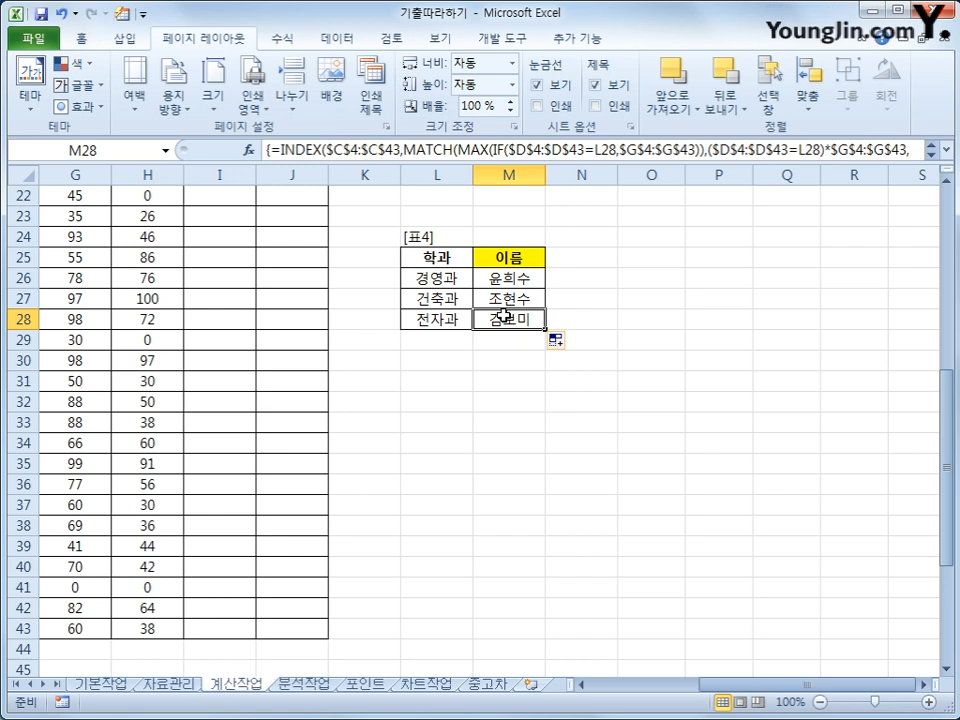 기출따라하기 - Microsoft Excel
Younglin.com Y.
파일 홈 삽입 페이지 레이아웃 수식 데이터 검토 보기 개발 도구 추가 기능
테마 색 글꼴 효과 여백 용지 방향 크기 인쇄 영역 나누기 배경 인쇄 제목 너비: 자동 높이: 자동 배율: 100 % 눈금선 보기 인쇄 제목 보기 인쇄 앞으로 가져오기 뒤로 보내기 선택 창 맞춤 그룹 회전
테마 페이지 설정 크기 조정 시트 옵션 정렬
M28 fx {=INDEX($C$4:$C$43,MATCH(MAX(IF($D$4:$D$43=L28,$G$4:$G$43)),($D$4:$D$43=L28)*$G$4:$G$43,
G H I J K L M N O P Q R S
22 45 0
23 35 26
24 93 46 [표4]
25 55 86 학과 이름
26 78 76 경영과 윤희수
27 97 100 건축과 조현수
28 98 72 전자과
29 30 0
30 98 97
31 50 30
32 88 50
33 88 38
34 66 60
35 99 91
36 77 56
37 60 30
38 69 36
39 41 44
40 70 42
41 0 0
42 82 64
43 60 38
44
45
기본작업 자료관리 계산작업 분석작업 포인트 차트작업 중고차
준비 100%